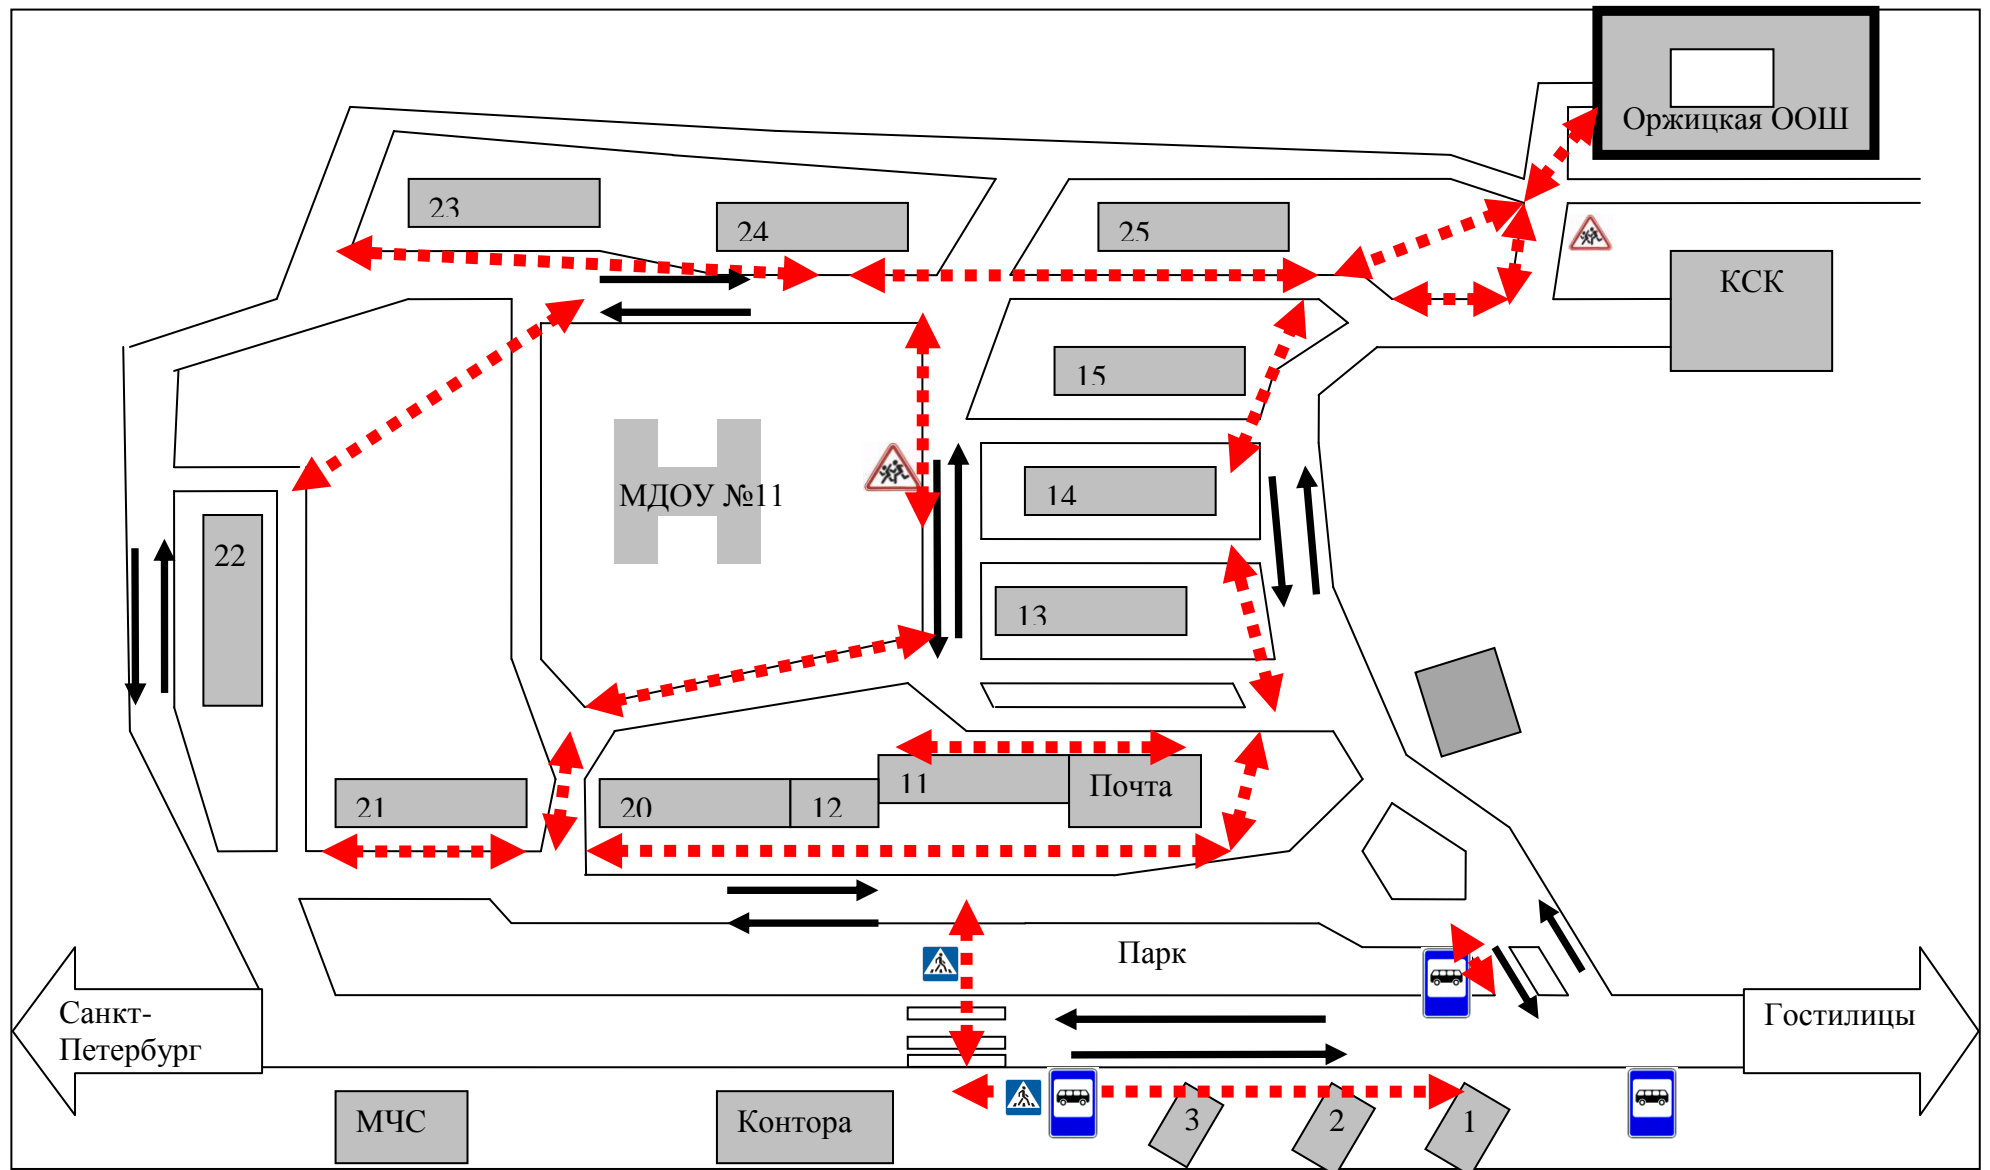 Оржицкая ООШ
23
24
25
КСК
15
МДОУ №11
14
22
13
21
20
12
11
Почта
Парк
Санкт-
Петербург
Гостилицы
МЧС
Контора
3
2
1